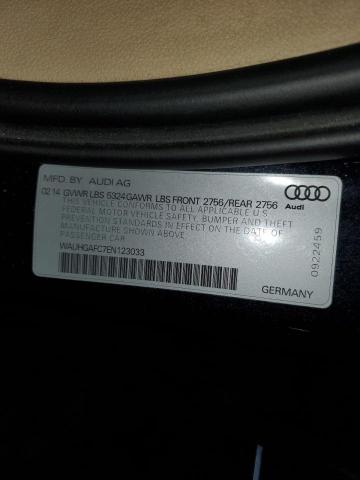 MFD. BY AUDI AG
02 14 GVWR LBS 5324 GAWR LBS FRONT 2756/REAR 2756
THIS VEHICLE CONFORMS TO ALL APPLICABLE U.S.
FEDERAL MOTOR VEHICLE SAFETY, BUMPER AND THEFT
PREVENTION STANDARDS IN EFFECT ON THE DATE OF
MANUFACTURE SHOWN ABOVE.
PASSENGER CAR
WAUHGAFC7EN123033
Audi
0922459
GERMANY